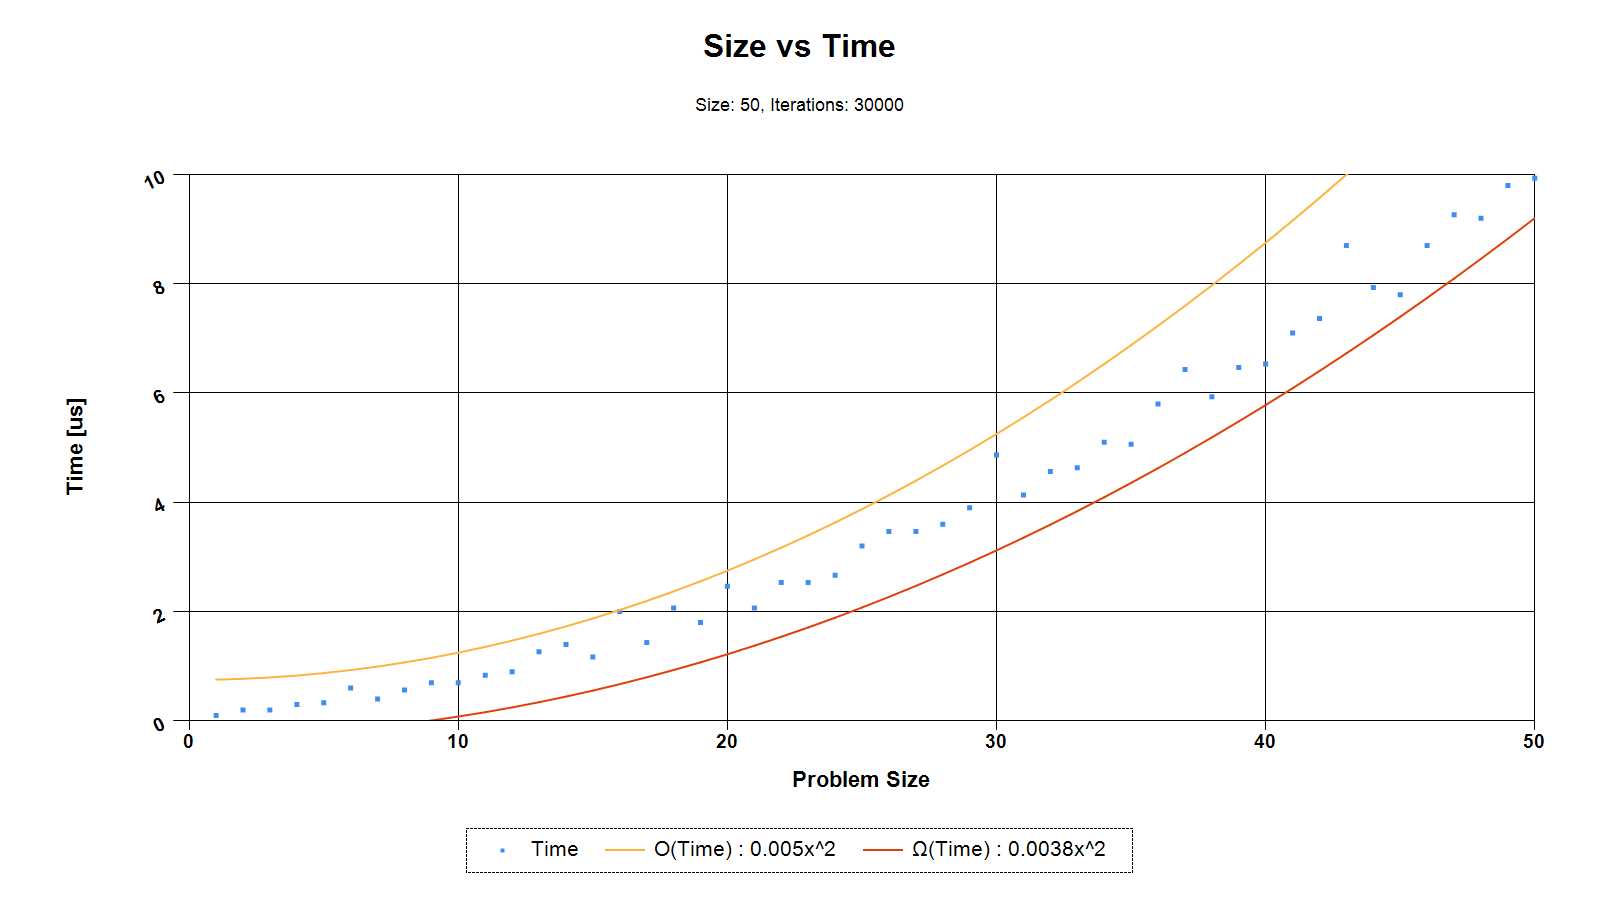 Size vs Time
Size: 50, Iterations: 30000
10
8
6
4
2
0
Time [us]
0 10 20 30 40 50
Problem Size
Time O(Time) : 0.005x^2 Ω(Time) : 0.0038x^2